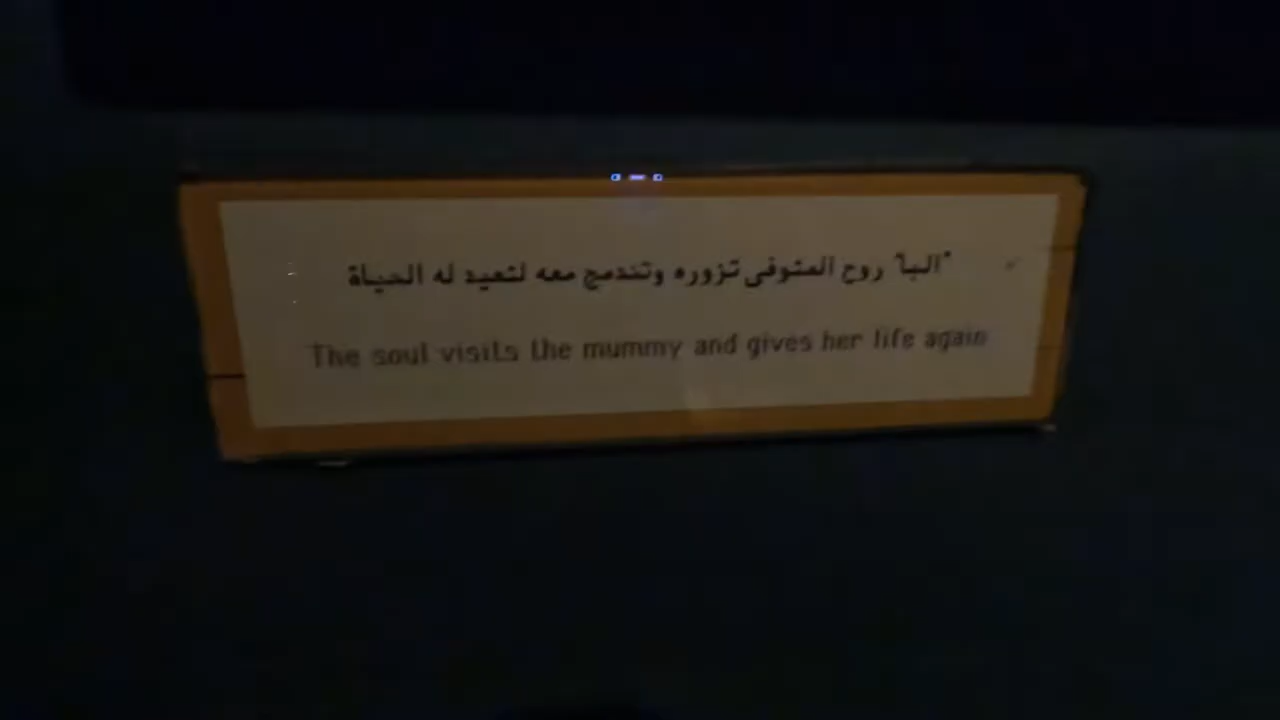 "البا" روح المتوفى تزوره وتندمج معه لتعيد له الحياة
The soul visits the mummy and gives her life again